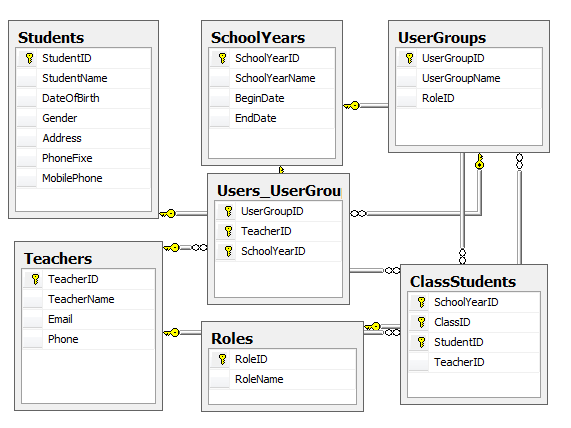 Students
StudentID
StudentName
DateOfBirth
Gender
Address
PhoneFixe
MobilePhone
SchoolYears
SchoolYearID
SchoolYearName
BeginDate
EndDate
UserGroups
UserGroupID
UserGroupName
RoleID
Users_UserGrou
UserGroupID
TeacherID
SchoolYearID
Teachers
TeacherID
TeacherName
Email
Phone
Roles
RoleID
RoleName
ClassStudents
SchoolYearID
ClassID
StudentID
TeacherID